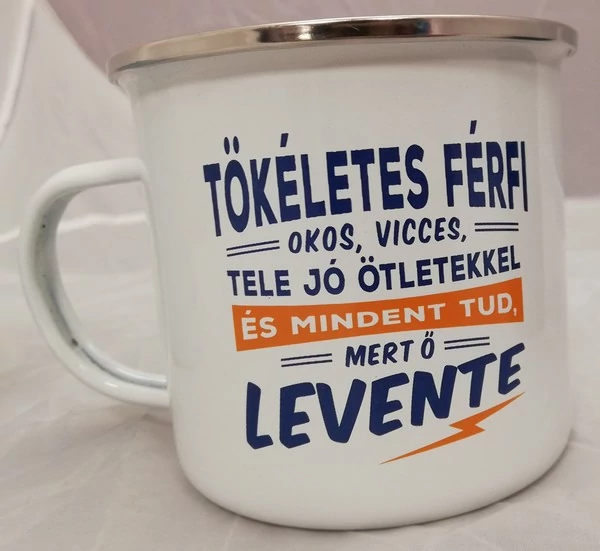 TÖKÉLETES FÉRFI
OKOS, VICCES,
TELE JÓ ÖTLETEKKEL
ÉS MINDENT TUD,
MERT Ő
LEVENTE